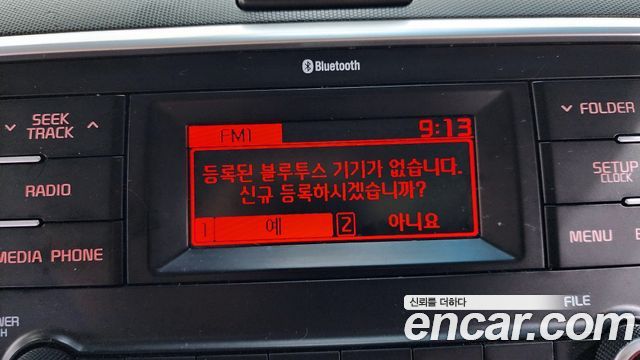 Bluetooth
SEEK
TRACK
FOLDER
FM1
9:13
등록된 블루투스 기기가 없습니다.
신규 등록하시겠습니까?
1 예 2 아니요
RADIO
SETUP
CLOCK
MEDIA
PHONE
MENU
FILE
신뢰를 더하다
encar.com